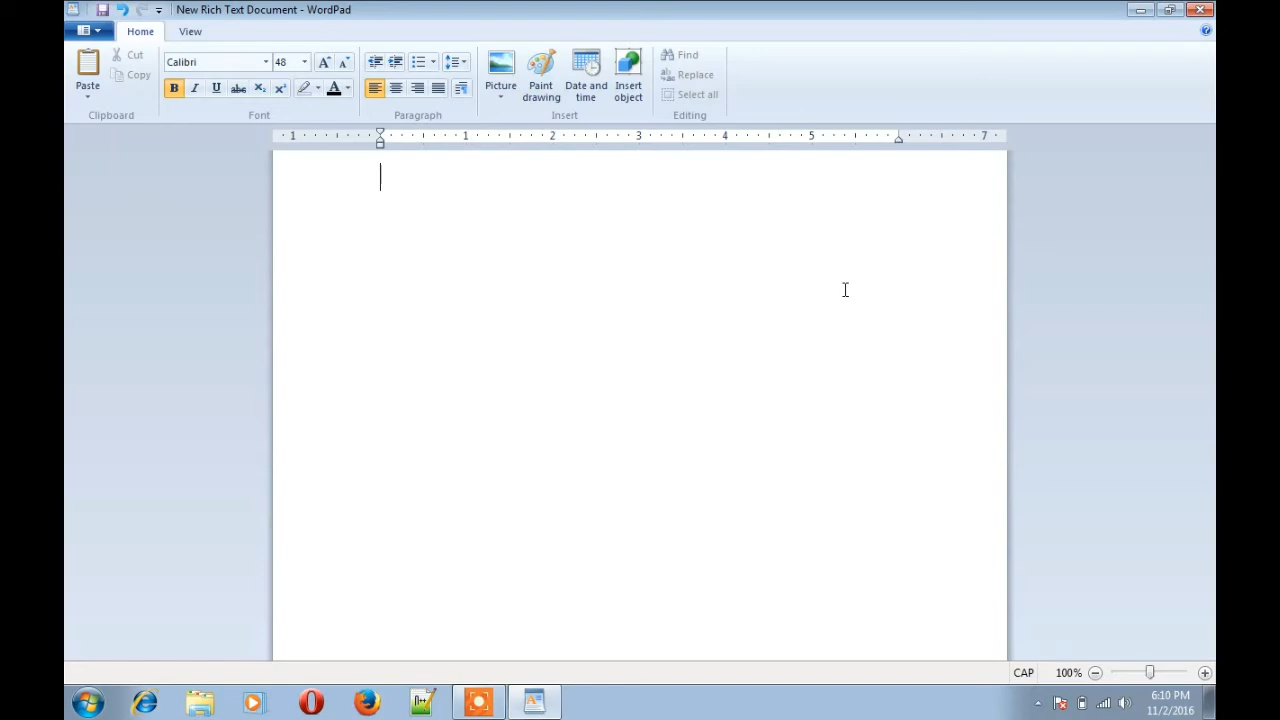 New Rich Text Document - WordPad
Home View
Paste Cut Copy Clipboard
Calibri 48 Font
Paragraph
Picture Paint drawing Date and time Insert object Insert
Find Replace Select all Editing
1 1 2 3 4 5 7
CAP 100%
6:10 PM
11/2/2016